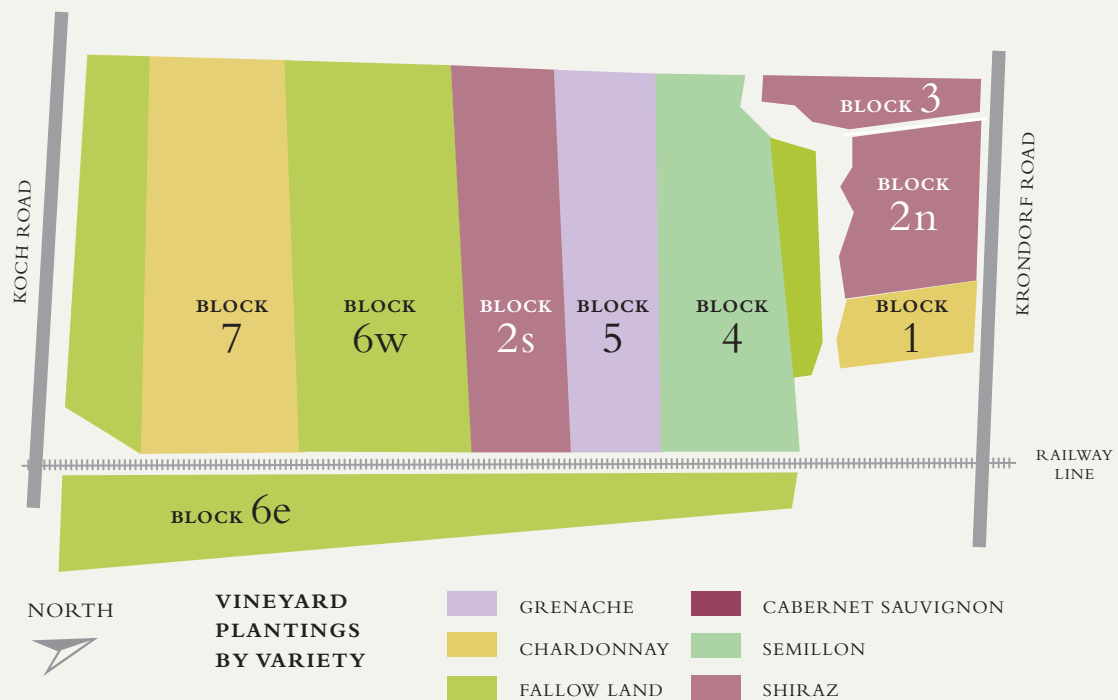 BLOCK 3
BLOCK
2n
KOCH ROAD
KRONDORF ROAD
BLOCK
7
BLOCK
6w
BLOCK
2s
BLOCK
5
BLOCK
4
BLOCK
1
RAILWAY
LINE
BLOCK 6e
NORTH
VINEYARD
PLANTINGS
BY VARIETY
GRENACHE
CHARDONNAY
FALLOW LAND
CABERNET SAUVIGNON
SEMILLON
SHIRAZ